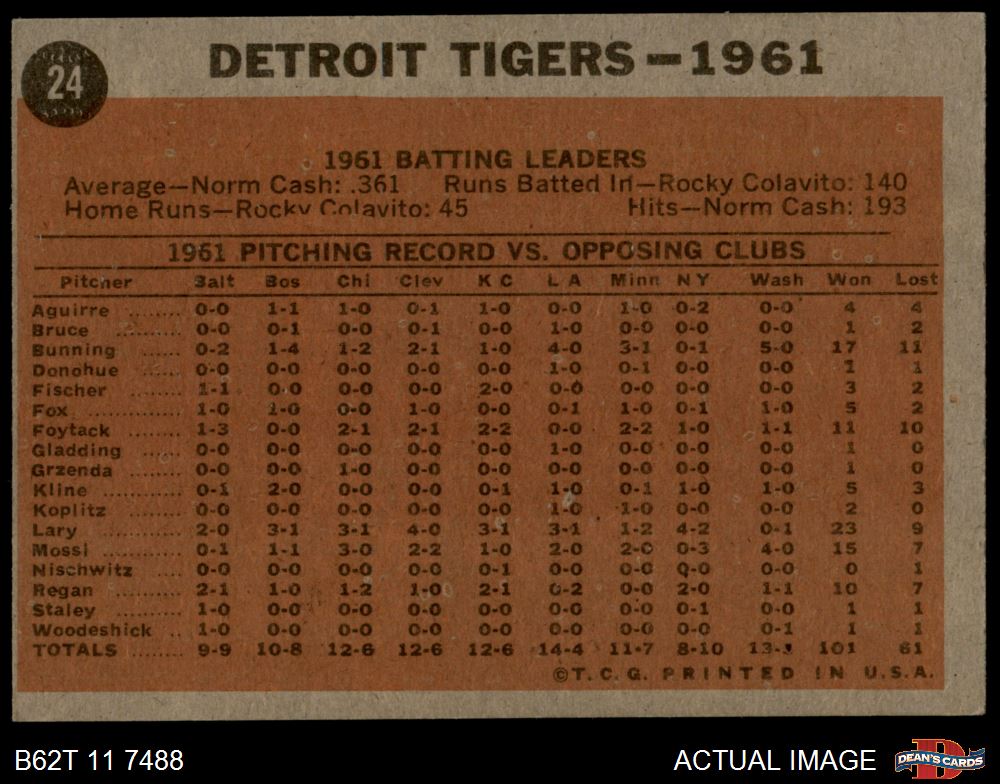 24
DETROIT TIGERS–1961
1961 BATTING LEADERS
Average—Norm Cash: .361 Runs Batted In—Rocky Colavito: 140
Home Runs—Rocky Colavito: 45 Hits—Norm Cash: 193
1961 PITCHING RECORD VS. OPPOSING CLUBS
Pitcher Balt Bos Chi Clev K C L A Minn N Y Wash Won Lost
Aguirre ........ 0-0 1-1 1-0 0-1 1-0 0-0 1-0 0-2 0-0 4 4
Bruce .......... 0-0 0-1 0-0 0-0 0-1 1-0 0-0 0-0 0-0 1 2
Bunning ...... 0-2 1-4 1-2 2-1 1-0 4-0 3-1 0-1 5-0 17 11
Donohue ...... 0-0 0-0 0-0 0-0 0-0 1-0 0-1 0-0 0-0 1 1
Fischer ........ 1-1 0-0 0-0 0-0 2-0 0-0 0-0 0-0 0-0 3 2
Fox .............. 1-0 1-0 0-0 1-0 0-0 0-1 1-0 0-1 1-0 5 2
Foytack ........ 1-3 0-0 2-1 2-1 2-2 0-0 2-2 1-0 1-1 11 10
Gladding ...... 0-0 0-0 0-0 0-0 0-0 1-0 0-0 0-0 0-0 1 0
Grzenda ........ 0-0 0-0 1-0 0-0 0-0 0-0 0-0 0-0 0-0 1 0
Kline ............ 0-1 2-0 0-0 0-0 0-1 1-0 0-1 1-0 1-0 5 3
Koplitz ........ 0-0 0-0 0-0 0-0 0-0 1-0 1-0 0-0 0-0 2 0
Lary ............ 2-0 3-1 3-1 4-0 3-1 3-1 1-2 4-2 0-1 23 9
Mossi .......... 0-1 1-1 3-0 2-2 1-0 2-0 2-0 0-3 4-0 15 7
Nischwitz .... 0-0 0-0 0-0 0-0 0-1 0-0 0-0 0-0 0-0 0 1
Regan .......... 2-1 1-0 1-2 1-0 2-1 0-2 0-0 2-0 1-1 10 7
Staley .......... 1-0 0-0 0-0 0-0 0-0 0-0 0-0 0-1 0-0 1 1
Woodeshick .. 1-0 0-0 0-0 0-0 0-0 0-0 0-0 0-0 0-1 1 1
TOTALS ........ 9-9 10-8 12-6 12-6 12-6 14-4 11-7 8-10 101 61
©T. C. G. PRINTED IN U.S.A.
B62T 11 7488 ACTUAL IMAGE DEAN'S CARDS